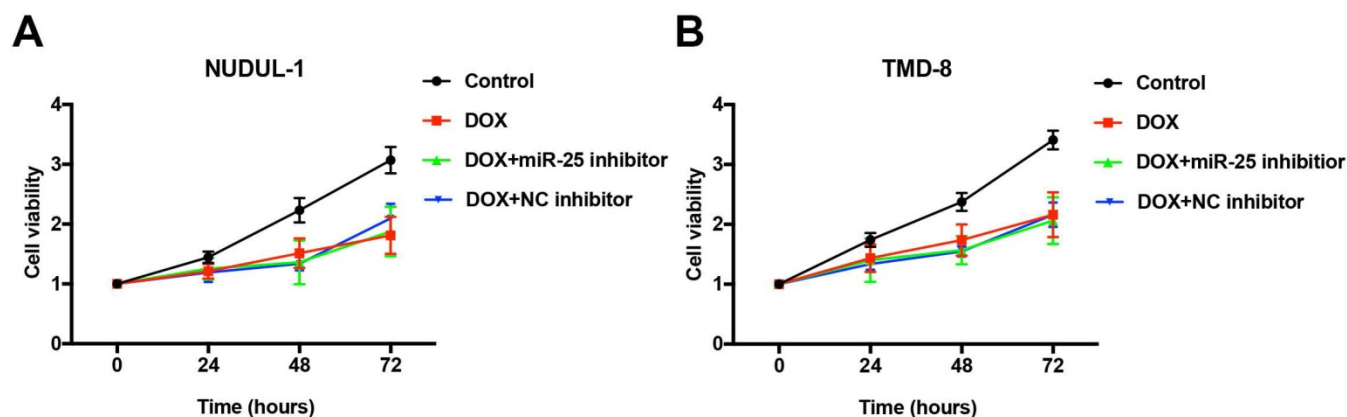 A
NUDUL-1
Control
DOX
DOX+miR-25 inhibitor
DOX+NC inhibitor
Cell viability
4
3
2
1
0
0 24 48 72
Time (hours)
B
TMD-8
Control
DOX
DOX+miR-25 inhibitior
DOX+NC inhibitor
Cell viability
4
3
2
1
0
0 24 48 72
Time (hours)